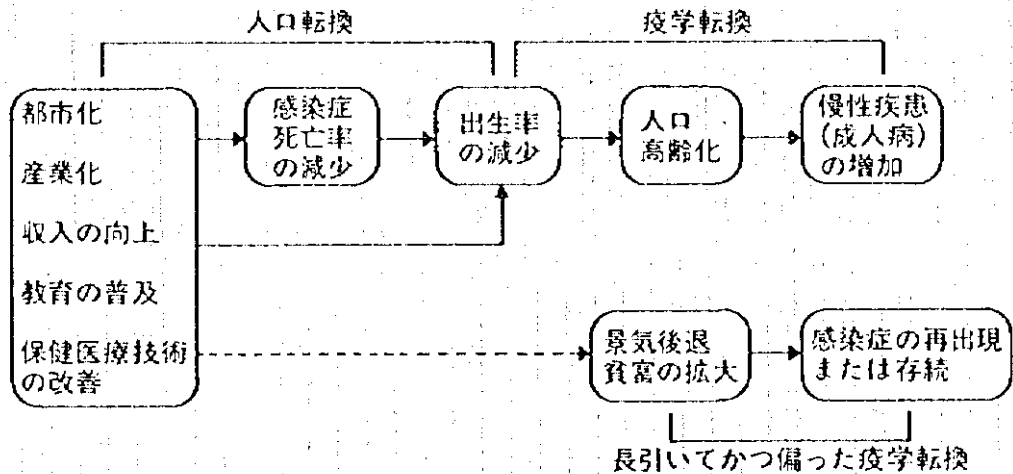 人口転換
疫学転換
都市化
産業化
収入の向上
教育の普及
保健医療技術
の改善
感染症
死亡率
の減少
出生率
の減少
人口
高齢化
慢性疾患
(成人病)
の増加
景気後退
貧富の拡大
感染症の再出現
または存続
長引いてかつ偏った疫学転換